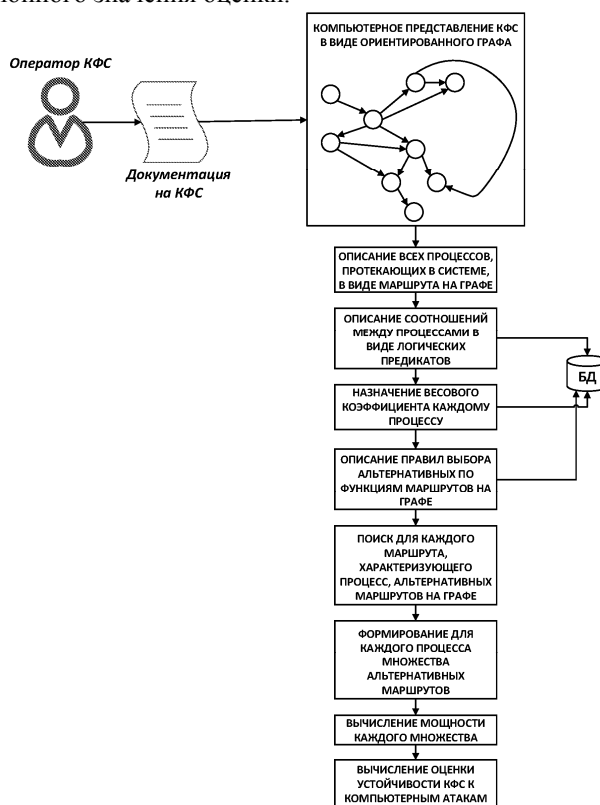 онного значения оценки.
КОМПЬЮТЕРНОЕ ПРЕДСТАВЛЕНИЕ КФС
В ВИДЕ ОРИЕНТИРОВАННОГО ГРАФА
Оператор КФС
Документация
на КФС
ОПИСАНИЕ ВСЕХ ПРОЦЕССОВ,
ПРОТЕКАЮЩИХ В СИСТЕМЕ,
В ВИДЕ МАРШРУТА НА ГРАФЕ
ОПИСАНИЕ СООТНОШЕНИЙ
МЕЖДУ ПРОЦЕССАМИ В
ВИДЕ ЛОГИЧЕСКИХ
ПРЕДИКАТОВ
БД
НАЗНАЧЕНИЕ ВЕСОВОГО
КОЭФФИЦИЕНТА КАЖДОМУ
ПРОЦЕССУ
ОПИСАНИЕ ПРАВИЛ ВЫБОРА
АЛЬТЕРНАТИВНЫХ ПО
ФУНКЦИЯМ МАРШРУТОВ НА
ГРАФЕ
ПОИСК ДЛЯ КАЖДОГО
МАРШРУТА,
ХАРАКТЕРИЗУЮЩЕГО
ПРОЦЕСС, АЛЬТЕРНАТИВНЫХ
МАРШРУТОВ НА ГРАФЕ
ФОРМИРОВАНИЕ ДЛЯ
КАЖДОГО ПРОЦЕССА
МНОЖЕСТВА
АЛЬТЕРНАТИВНЫХ
МАРШРУТОВ
ВЫЧИСЛЕНИЕ МОЩНОСТИ
КАЖДОГО МНОЖЕСТВА
ВЫЧИСЛЕНИЕ ОЦЕНКИ
УСТОЙЧИВОСТИ КФС К
КОМПЬЮТЕРНЫМ АТАКАМ